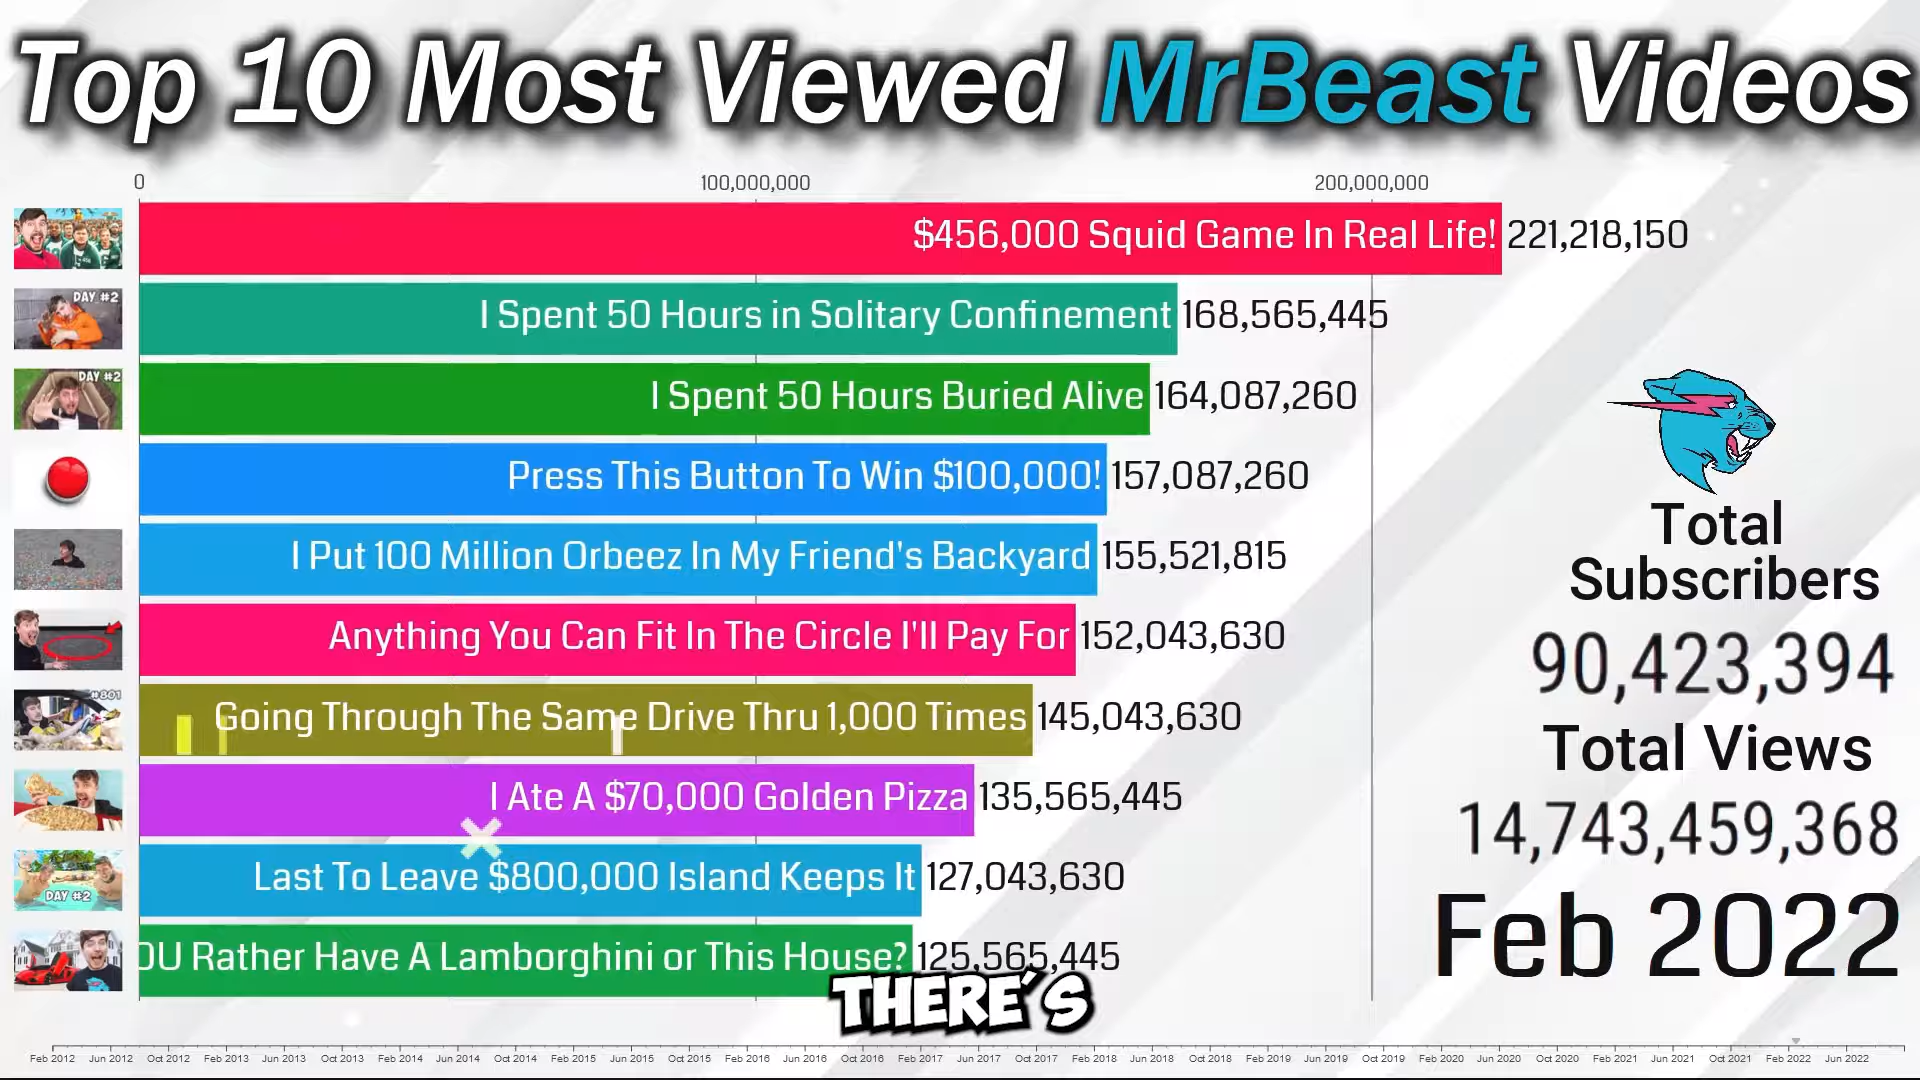 Top 10 Most Viewed MrBeast Videos
0 100,000,000 200,000,000
$456,000 Squid Game In Real Life! 221,218,150
DAY #2 I Spent 50 Hours in Solitary Confinement 168,565,445
DAY #2 I Spent 50 Hours Buried Alive 164,087,260
Press This Button To Win $100,000! 157,087,260
I Put 100 Million Orbeez In My Friend's Backyard 155,521,815
Anything You Can Fit In The Circle I'll Pay For 152,043,630
#801 Going Through The Same Drive Thru 1,000 Times 145,043,630
I Ate A $70,000 Golden Pizza 135,565,445
DAY #2 Last To Leave $800,000 Island Keeps It 127,043,630
OU Rather Have A Lamborghini or This House? 125,565,445
Total
Subscribers
90,423,394
Total Views
14,743,459,368
Feb 2022
THERE'S
Feb 2012 Jun 2012 Oct 2012 Feb 2013 Jun 2013 Oct 2013 Feb 2014 Jun 2014 Oct 2014 Feb 2015 Jun 2015 Oct 2015 Feb 2016 Jun 2016 Oct 2016 Feb 2017 Jun 2017 Oct 2017 Feb 2018 Jun 2018 Oct 2018 Feb 2019 Jun 2019 Oct 2019 Feb 2020 Jun 2020 Oct 2020 Feb 2021 Jun 2021 Oct 2021 Feb 2022 Jun 2022